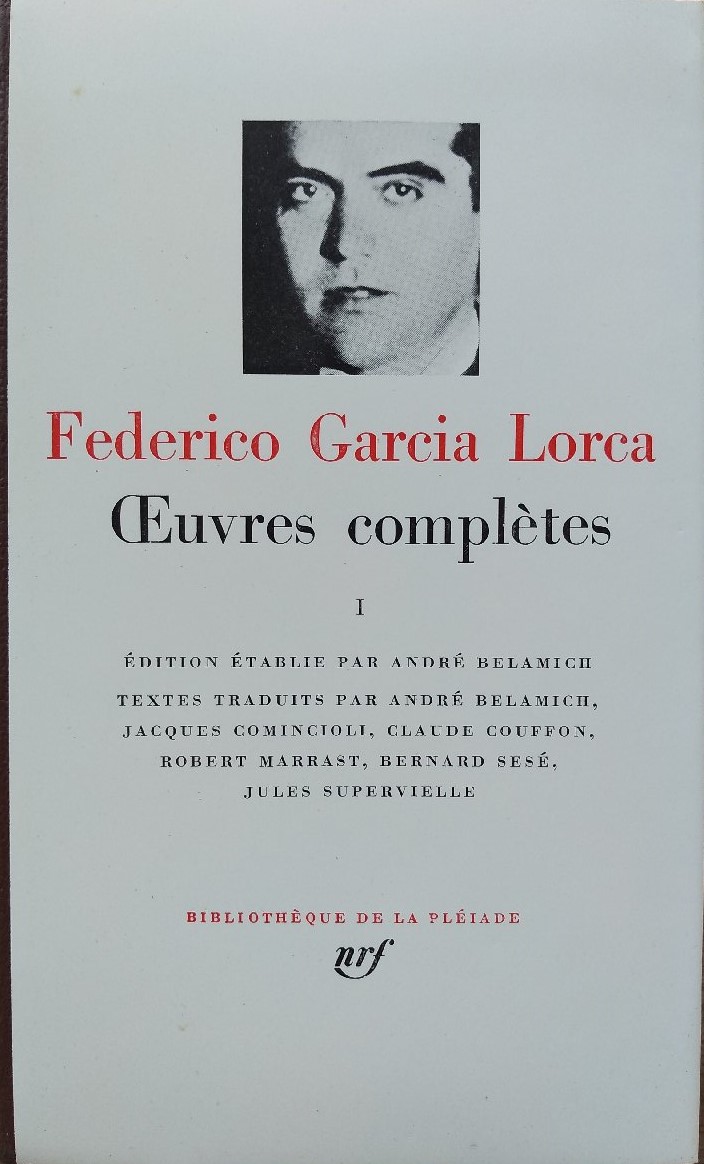 Federico Garcia Lorca
Œuvres complètes
I
ÉDITION ÉTABLIE PAR ANDRÉ BELAMICH
TEXTES TRADUITS PAR ANDRÉ BELAMICH,
JACQUES COMINCIOLI, CLAUDE COUFFON,
ROBERT MARRAST, BERNARD SESÉ,
JULES SUPERVIELLE
BIBLIOTHÈQUE DE LA PLÉIADE
nrf